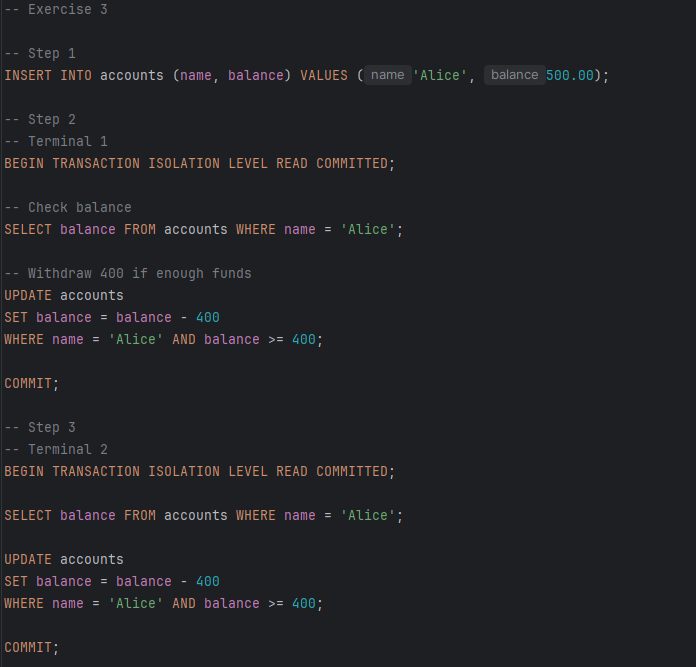 -- Exercise 3
-- Step 1
INSERT INTO accounts (name, balance) VALUES ( name 'Alice', balance 500.00);
-- Step 2
-- Terminal 1
BEGIN TRANSACTION ISOLATION LEVEL READ COMMITTED;
-- Check balance
SELECT balance FROM accounts WHERE name = 'Alice';
-- Withdraw 400 if enough funds
UPDATE accounts
SET balance = balance - 400
WHERE name = 'Alice' AND balance >= 400;
COMMIT;
-- Step 3
-- Terminal 2
BEGIN TRANSACTION ISOLATION LEVEL READ COMMITTED;
SELECT balance FROM accounts WHERE name = 'Alice';
UPDATE accounts
SET balance = balance - 400
WHERE name = 'Alice' AND balance >= 400;
COMMIT;